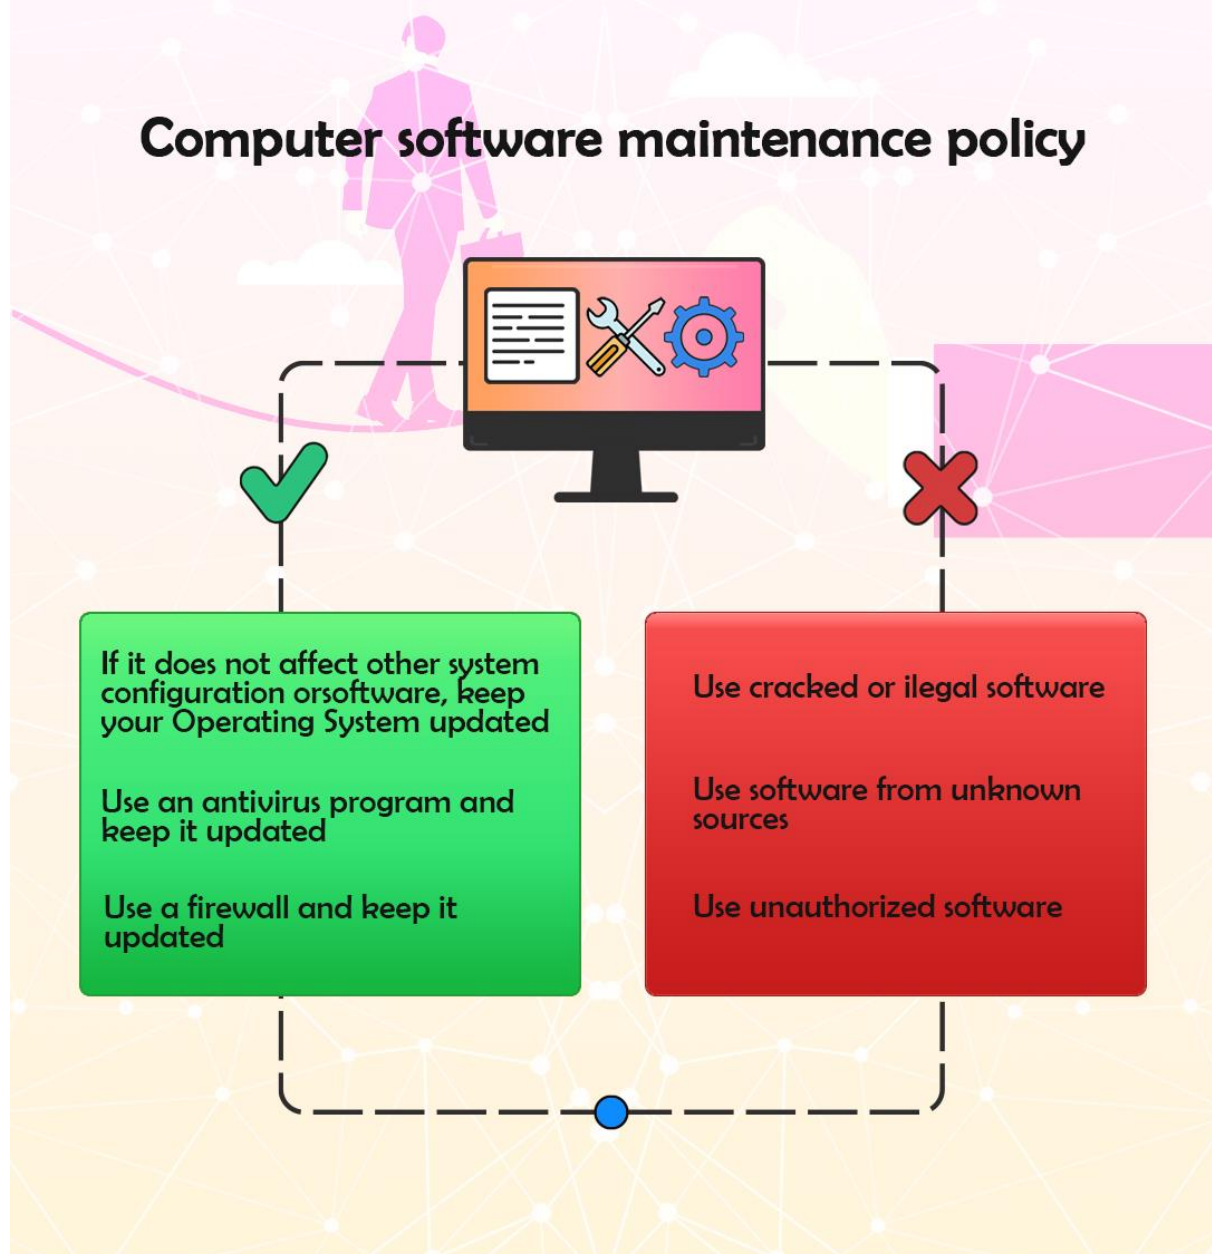 Computer software maintenance policy
If it does not affect other system
configuration orsoftware, keep
your Operating System updated
Use an antivirus program and
keep it updated
Use a firewall and keep it
updated
Use cracked or ilegal software
Use software from unknown
sources
Use unauthorized software